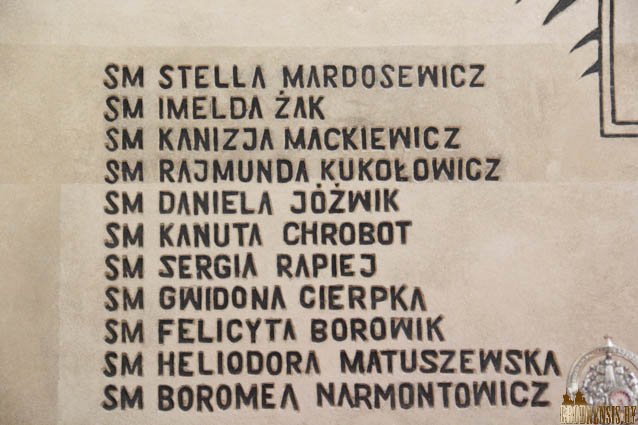 SM STELLA MARDOSEWICZ
SM IMELDA ŻAK
SM KANIZJA MACKIEWICZ
SM RAJMUNDA KUKOŁOWICZ
SM DANIELA JÓŻWIK
SM KANUTA CHROBOT
SM SERGIA RAPIEJ
SM GWIDONA CIERPKA
SM FELICYTA BOROWIK
SM HELIODORA MATUSZEWSKA
SM BOROMEA NARMONTOWICZ